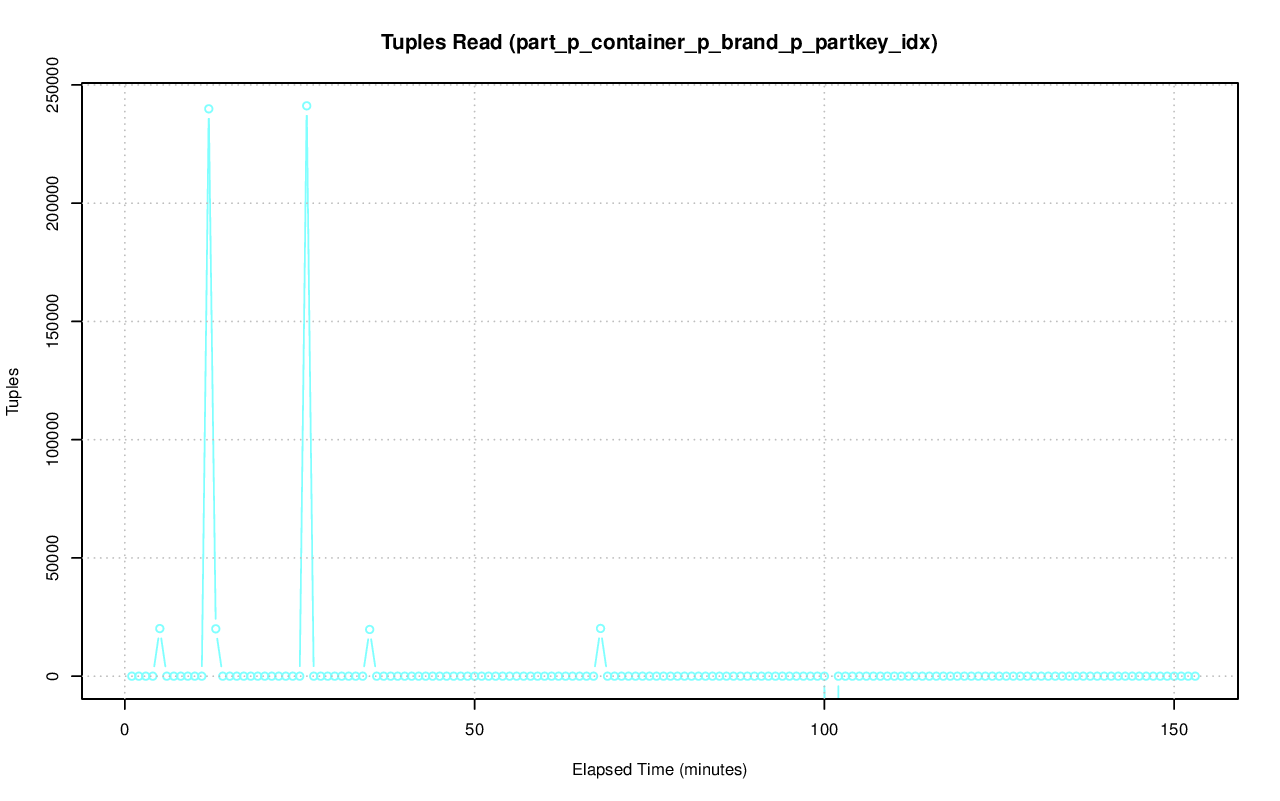 Tuples Read (part_p_container_p_brand_p_partkey_idx)
250000
200000
150000
100000
50000
0
Tuples
0 50 100 150
Elapsed Time (minutes)